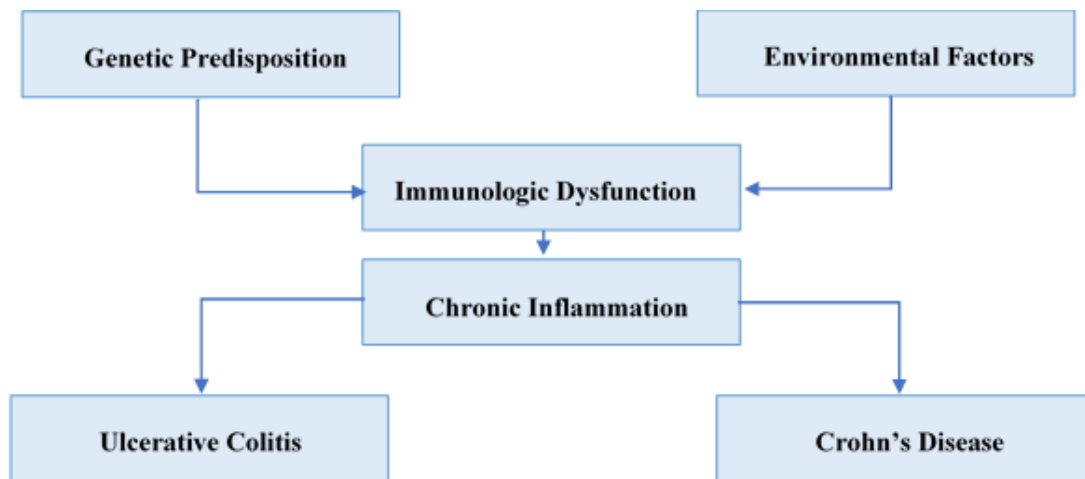 Genetic Predisposition
Environmental Factors
Immunologic Dysfunction
Chronic Inflammation
Ulcerative Colitis
Crohn’s Disease